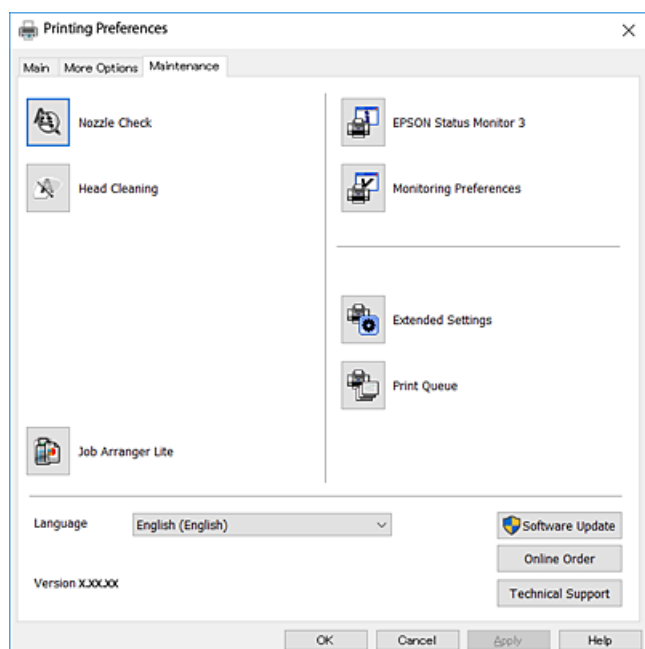 Printing Preferences
Main More Options Maintenance
Nozzle Check
EPSON Status Monitor 3
Head Cleaning
Monitoring Preferences
Extended Settings
Print Queue
Job Arranger Lite
Language English (English)
Software Update
Online Order
Version X.XX.XX
Technical Support
OK Cancel Apply Help